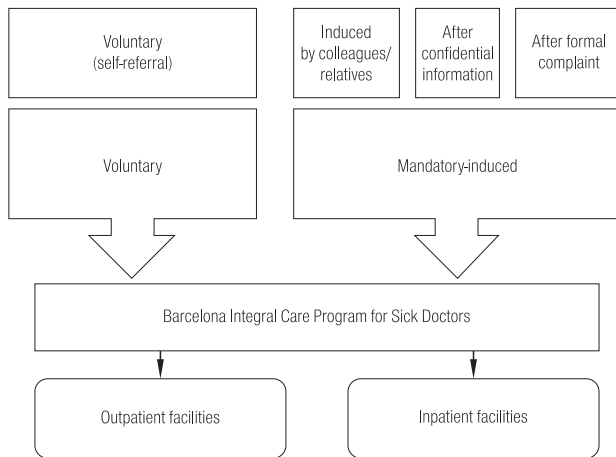 Voluntary
(self-referral)
Induced
by colleagues/
relatives
After
confidential
information
After formal
complaint
Voluntary
Mandatory-induced
Barcelona Integral Care Program for Sick Doctors
Outpatient facilities
Inpatient facilities